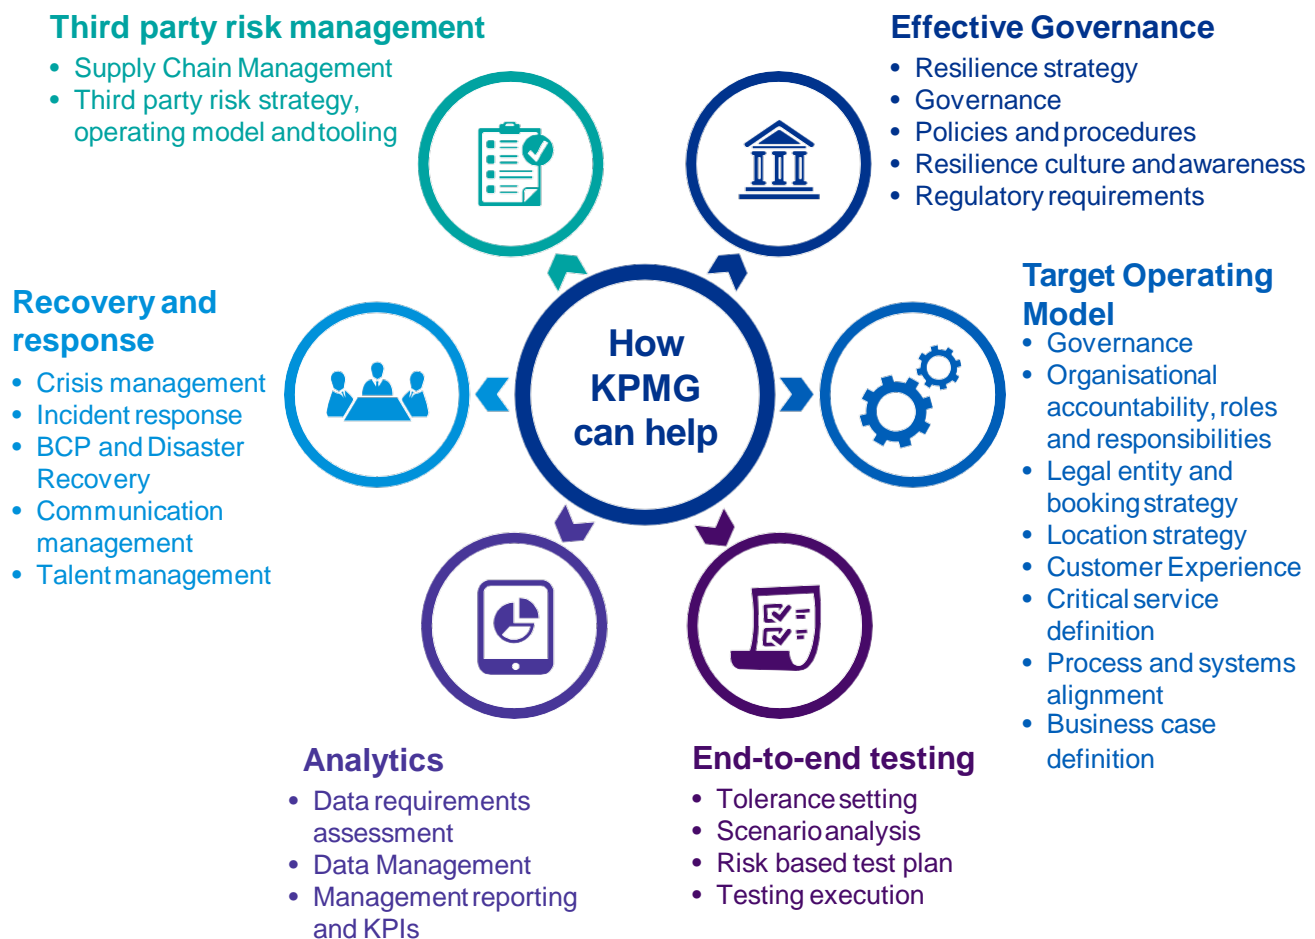 Third party risk management
• Supply Chain Management
• Third party risk strategy,
operating model and tooling
Effective Governance
• Resilience strategy
• Governance
• Policies and procedures
• Resilience culture and awareness
• Regulatory requirements
Recovery and
response
• Crisis management
• Incident response
• BCP and Disaster
Recovery
• Communication
management
• Talent management
How
KPMG
can help
Target Operating
Model
• Governance
• Organisational
accountability, roles
and responsibilities
• Legal entity and
booking strategy
• Location strategy
• Customer Experience
• Critical service
definition
• Process and systems
alignment
• Business case
definition
Analytics
• Data requirements
assessment
• Data Management
• Management reporting
and KPIs
End-to-end testing
• Tolerance setting
• Scenario analysis
• Risk based test plan
• Testing execution